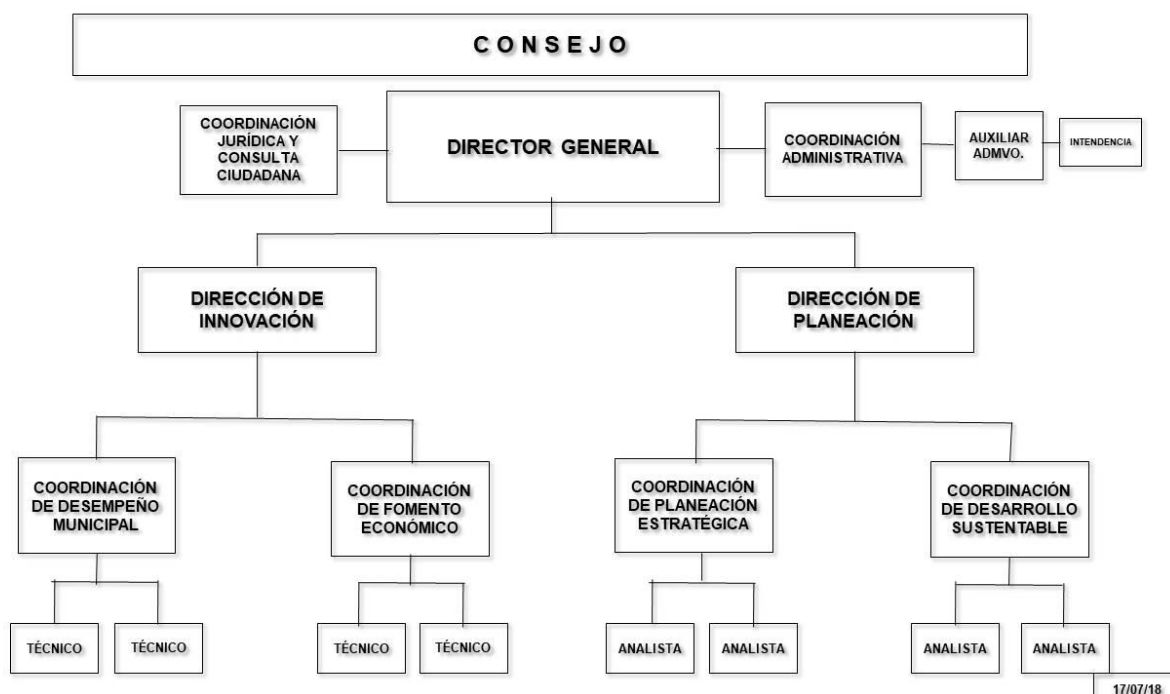 CONSEJO
COORDINACIÓN
JURÍDICA Y
CONSULTA
CIUDADANA
DIRECTOR GENERAL
COORDINACIÓN
ADMINISTRATIVA
AUXILIAR
ADMVO.
INTENDENCIA
DIRECCIÓN DE
INNOVACIÓN
DIRECCIÓN DE
PLANEACIÓN
COORDINACIÓN
DE DESEMPEÑO
MUNICIPAL
COORDINACIÓN
DE FOMENTO
ECONÓMICO
COORDINACIÓN
DE PLANEACIÓN
ESTRATÉGICA
COORDINACIÓN
DE DESARROLLO
SUSTENTABLE
TÉCNICO
TÉCNICO
TÉCNICO
TÉCNICO
ANALISTA
ANALISTA
ANALISTA
ANALISTA
17/07/18